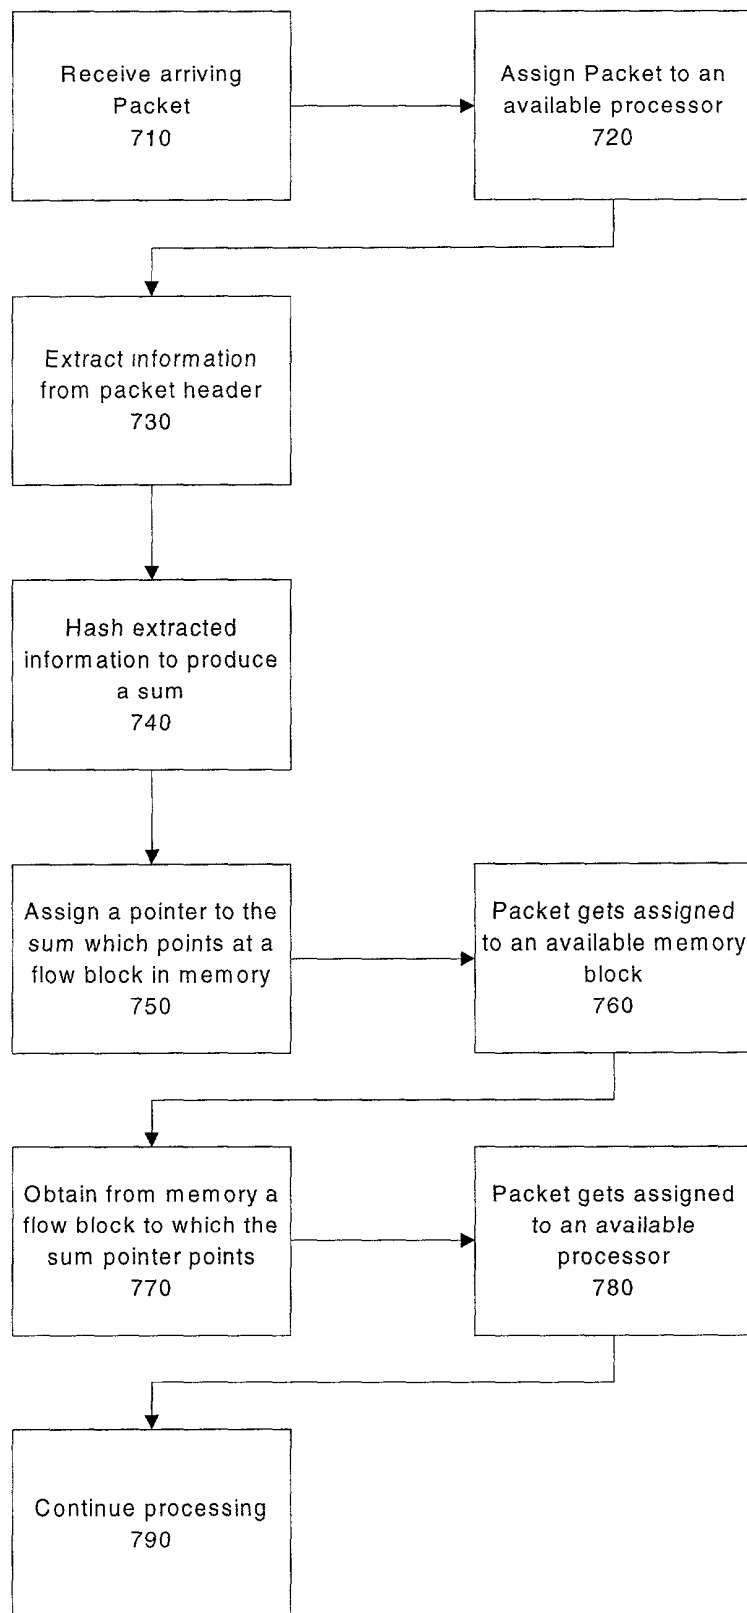 Receive arriving
Packet
710
Assign Packet to an
available processor
720
Extract information
from packet header
730
Hash extracted
information to produce
a sum
740
Assign a pointer to the
sum which points at a
flow block in memory
750
Packet gets assigned
to an available memory
block
760
Obtain from memory a
flow block to which the
sum pointer points
770
Packet gets assigned
to an available
processor
780
Continue processing
790